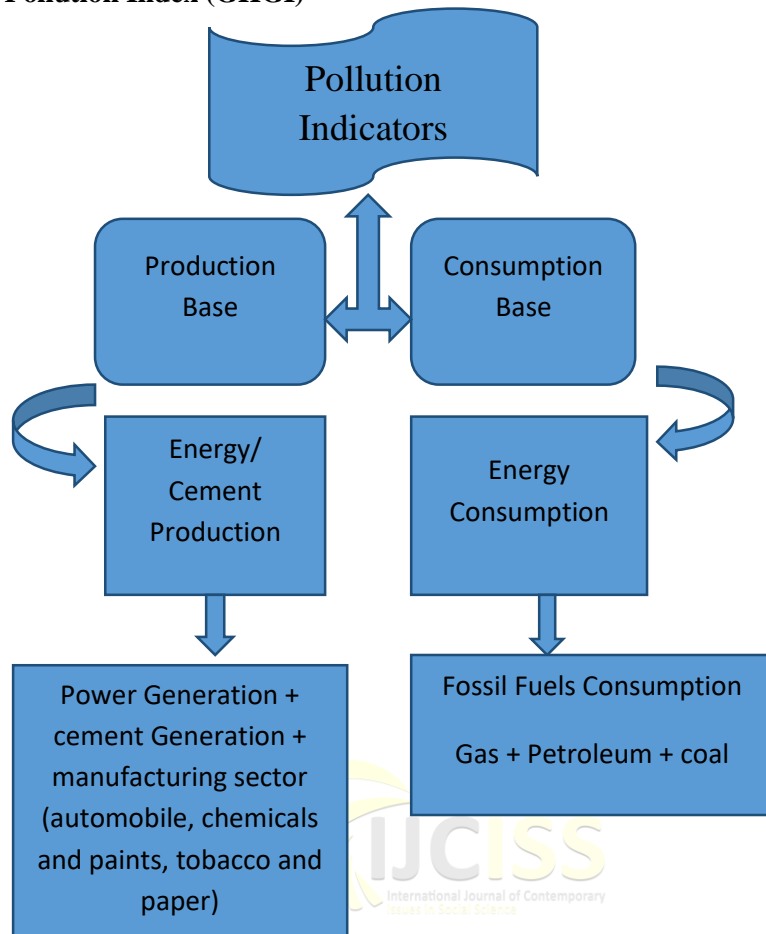 Pollution Index (GHGI)
Pollution
Indicators
Production
Base
Consumption
Base
Energy/
Cement
Production
Energy
Consumption
Power Generation +
cement Generation +
manufacturing sector
(automobile, chemicals
and paints, tobacco and
paper)
Fossil Fuels Consumption
Gas + Petroleum + coal
IJCISS
International Journal of Contemporary
Issues in Social Science